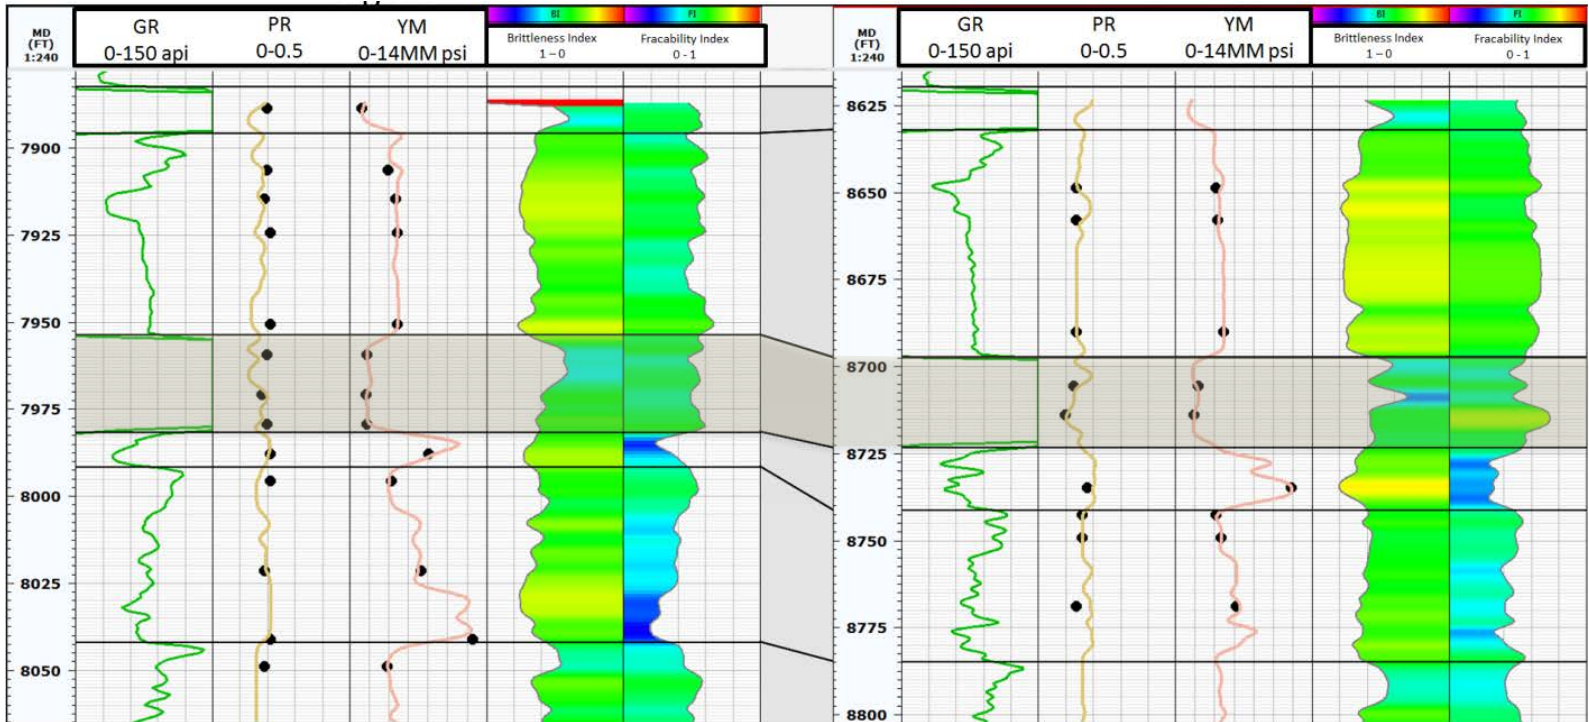 MD
(FT)
1:240
GR
0-150 api
PR
0-0.5
YM
0-14MM psi
BI
Brittleness Index
1 – 0
FI
Fracability Index
0 - 1
7900
7925
7950
7975
8000
8025
8050
MD
(FT)
1:240
GR
0-150 api
PR
0-0.5
YM
0-14MM psi
BI
Brittleness Index
1 – 0
FI
Fracability Index
0 - 1
8625
8650
8675
8700
8725
8750
8775
8800